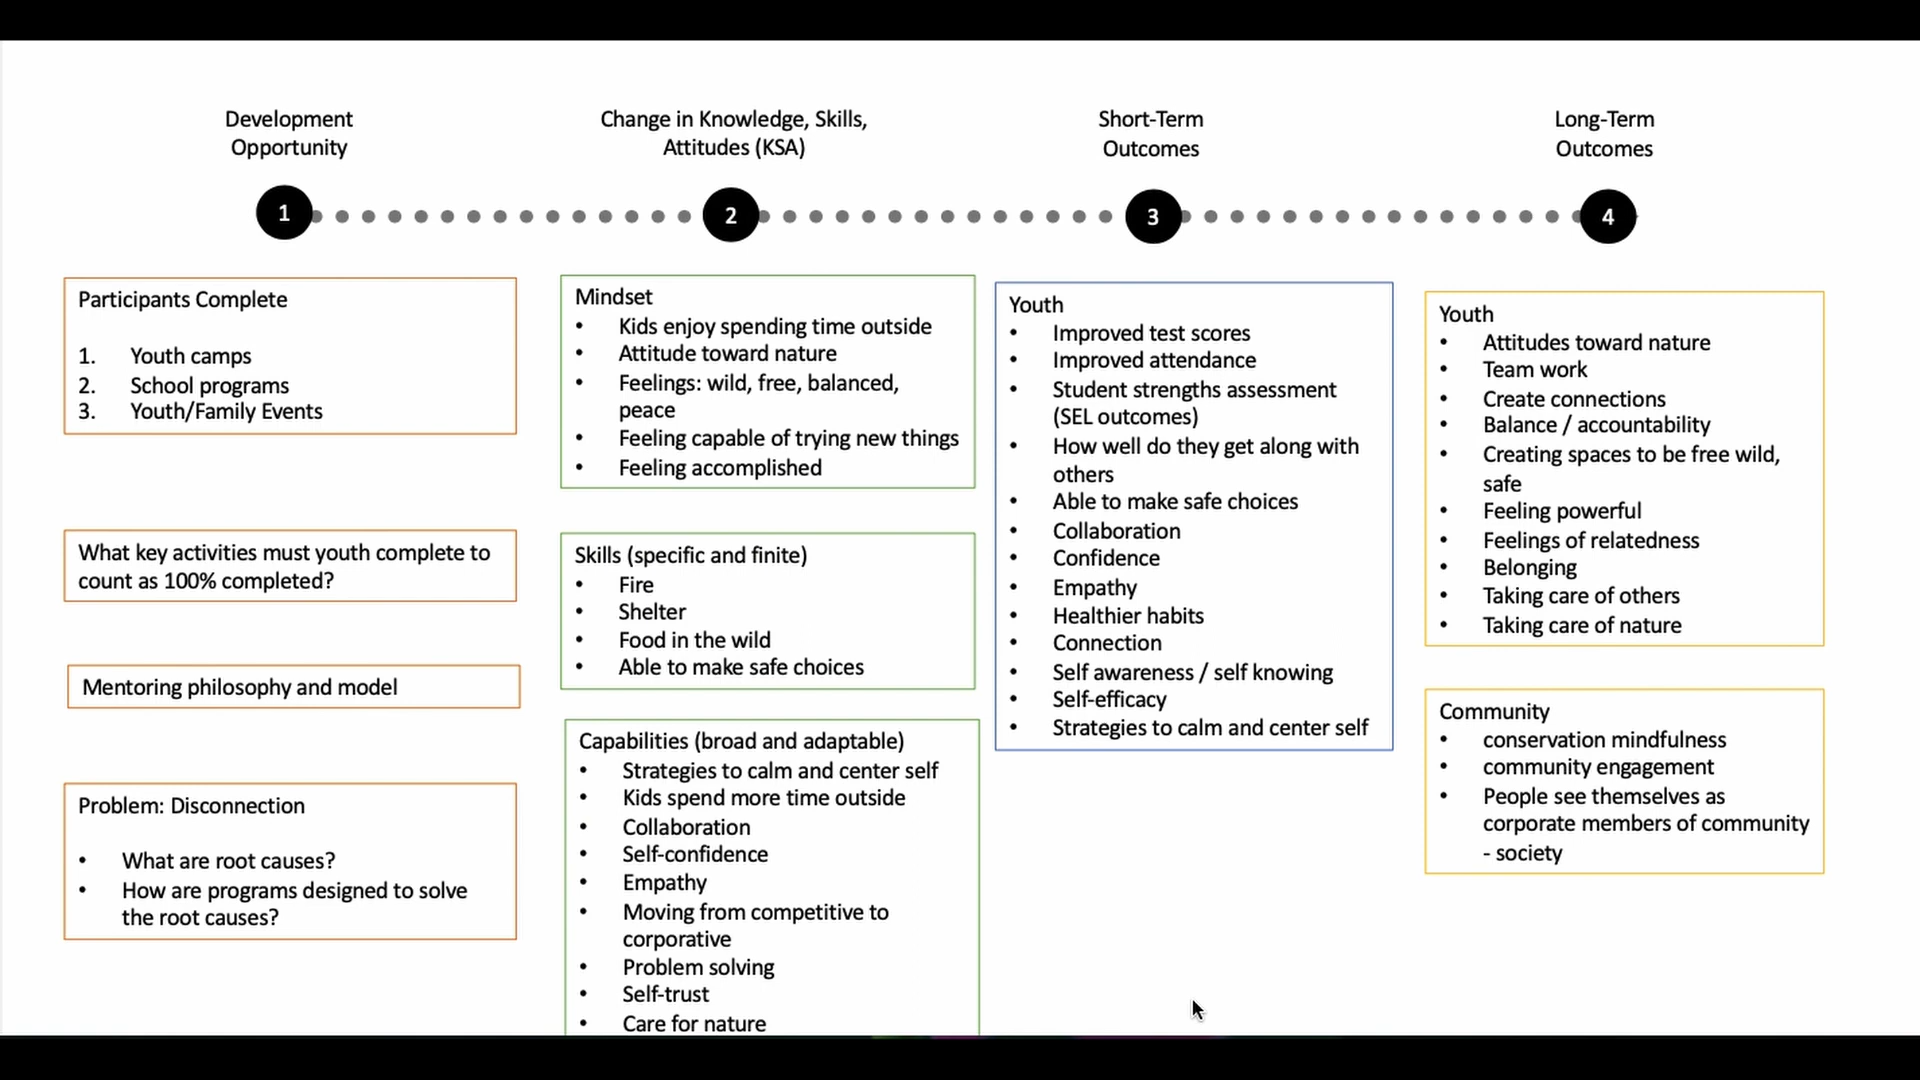 Development
Opportunity
Change in Knowledge, Skills,
Attitudes (KSA)
Short-Term
Outcomes
Long-Term
Outcomes
1
2
3
4
Participants Complete
1. Youth camps
2. School programs
3. Youth/Family Events
What key activities must youth complete to
count as 100% completed?
Mentoring philosophy and model
Problem: Disconnection
• What are root causes?
• How are programs designed to solve
the root causes?
Mindset
• Kids enjoy spending time outside
• Attitude toward nature
• Feelings: wild, free, balanced,
peace
• Feeling capable of trying new things
• Feeling accomplished
Skills (specific and finite)
• Fire
• Shelter
• Food in the wild
• Able to make safe choices
Capabilities (broad and adaptable)
• Strategies to calm and center self
• Kids spend more time outside
• Collaboration
• Self-confidence
• Empathy
• Moving from competitive to
corporative
• Problem solving
• Self-trust
• Care for nature
Youth
• Improved test scores
• Improved attendance
• Student strengths assessment
(SEL outcomes)
• How well do they get along with
others
• Able to make safe choices
• Collaboration
• Confidence
• Empathy
• Healthier habits
• Connection
• Self awareness / self knowing
• Self-efficacy
• Strategies to calm and center self
Youth
• Attitudes toward nature
• Team work
• Create connections
• Balance / accountability
• Creating spaces to be free wild,
safe
• Feeling powerful
• Feelings of relatedness
• Belonging
• Taking care of others
• Taking care of nature
Community
• conservation mindfulness
• community engagement
• People see themselves as
corporate members of community
- society